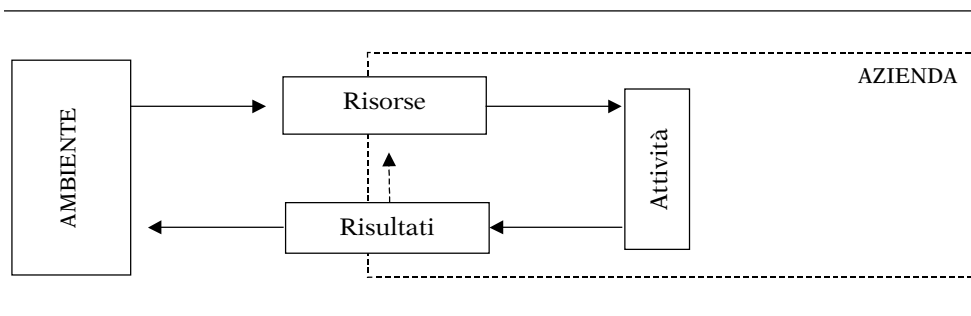 AZIENDA
Risorse
AMBIENTE
Attività
Risultati